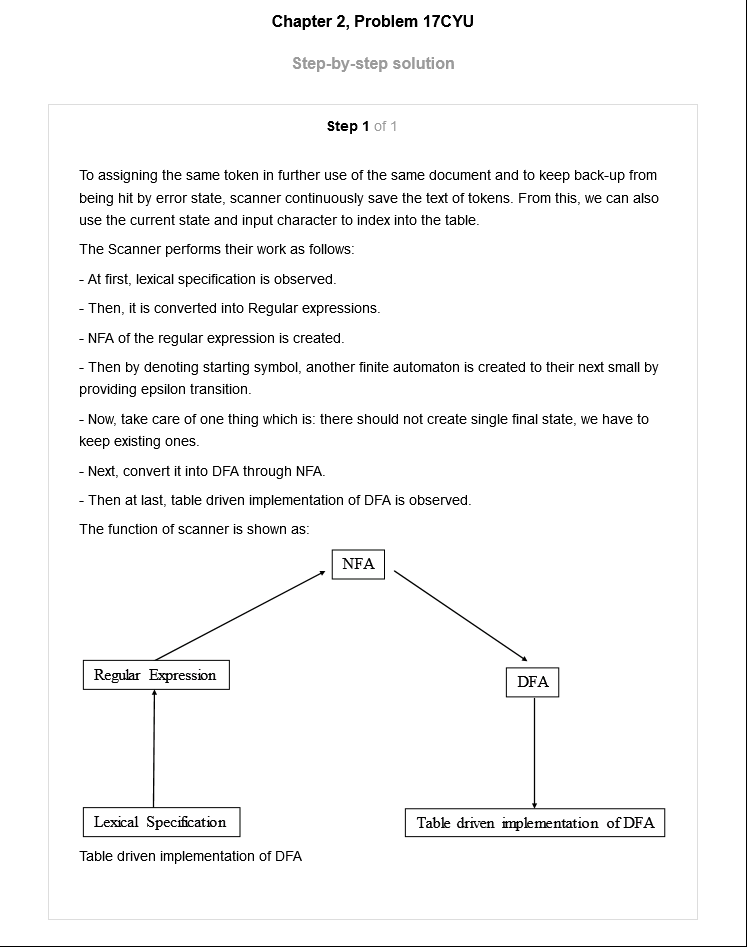 Chapter 2, Problem 17CYU
Step-by-step solution
Step 1 of 1
To assigning the same token in further use of the same document and to keep back-up from
being hit by error state, scanner continuously save the text of tokens. From this, we can also
use the current state and input character to index into the table.
The Scanner performs their work as follows:
- At first, lexical specification is observed.
- Then, it is converted into Regular expressions.
- NFA of the regular expression is created.
- Then by denoting starting symbol, another finite automaton is created to their next small by
providing epsilon transition.
- Now, take care of one thing which is: there should not create single final state, we have to
keep existing ones.
- Next, convert it into DFA through NFA.
- Then at last, table driven implementation of DFA is observed.
The function of scanner is shown as:
NFA
Regular Expression
DFA
Lexical Specification
Table driven implementation of DFA
Table driven implementation of DFA